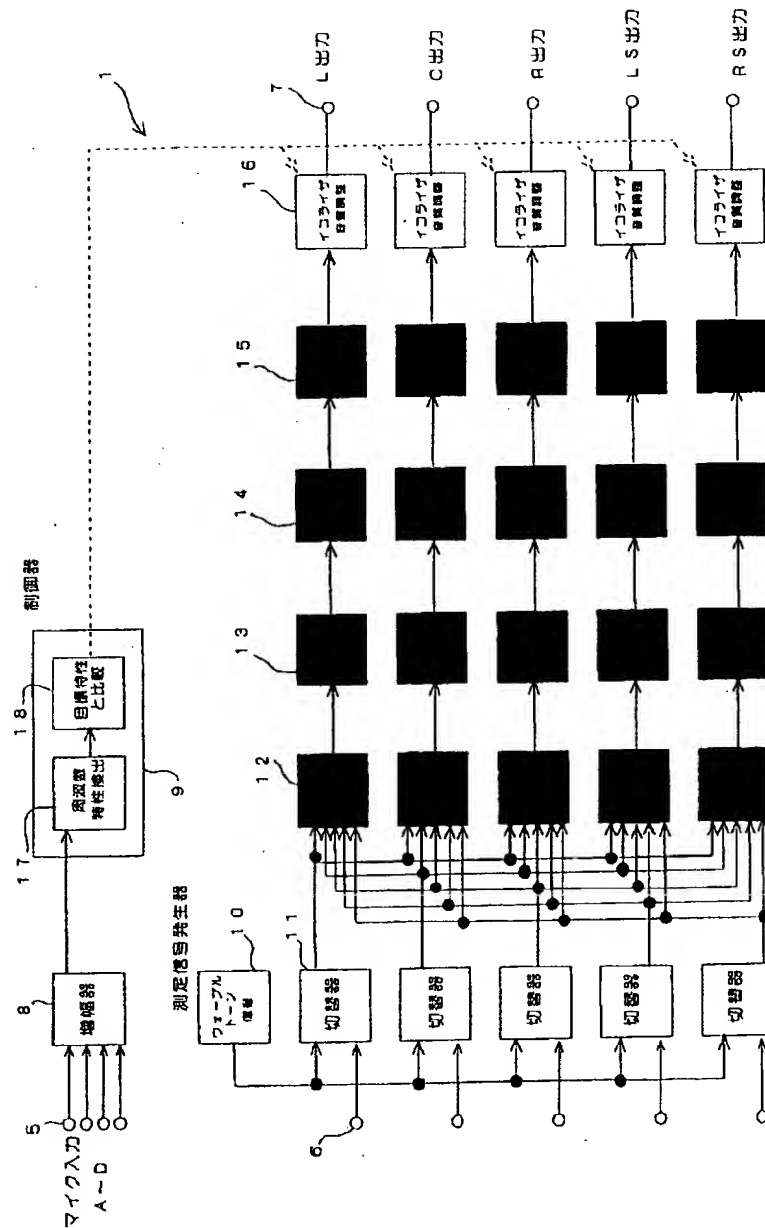 1
マイク入力
A～D
5
8
増幅器
制御器
17
周波数
特性検出
18
目標特性
と比較
9
測定信号発生器
10
ウォーブル
トーン
信号
11
切替器
切替器
切替器
切替器
切替器
6
12
13
14
15
16
イコライザ
音質調整
イコライザ
音質調整
イコライザ
音質調整
イコライザ
音質調整
イコライザ
音質調整
7
L出力
C出力
R出力
LS出力
RS出力